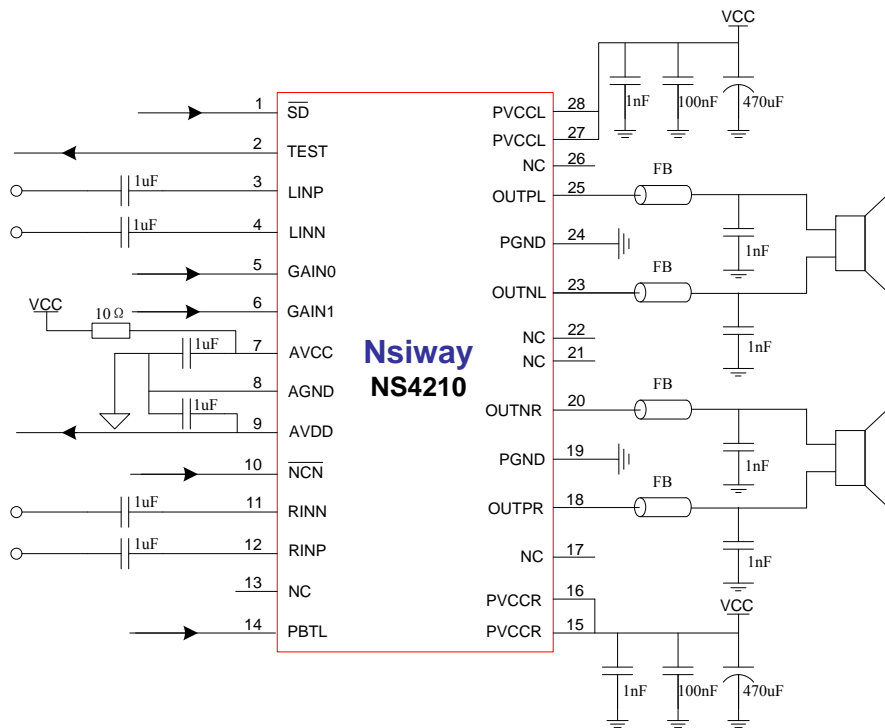 VCC
1nF
100nF
470uF
1
SD
PVCCL
28
PVCCL
27
2
TEST
NC
26
1uF
3
LINP
OUTPL
25
FB
1uF
4
LINN
PGND
24
1nF
5
GAIN0
FB
6
GAIN1
OUTNL
23
VCC
10Ω
1uF
7
AVCC
NC
22
NC
21
1nF
Nsiway
NS4210
8
AGND
1uF
9
AVDD
OUTNR
20
FB
10
NCN
PGND
19
1nF
1uF
11
RINN
OUTPR
18
FB
1uF
12
RINP
NC
17
1nF
13
NC
PVCCR
16
VCC
14
PBTL
PVCCR
15
1nF
100nF
470uF